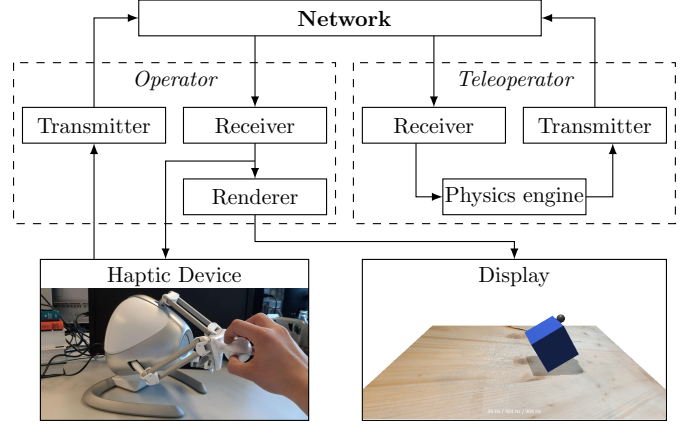 Network
Operator
Teleoperator
Transmitter
Receiver
Receiver
Transmitter
Renderer
Physics engine
Haptic Device
Display